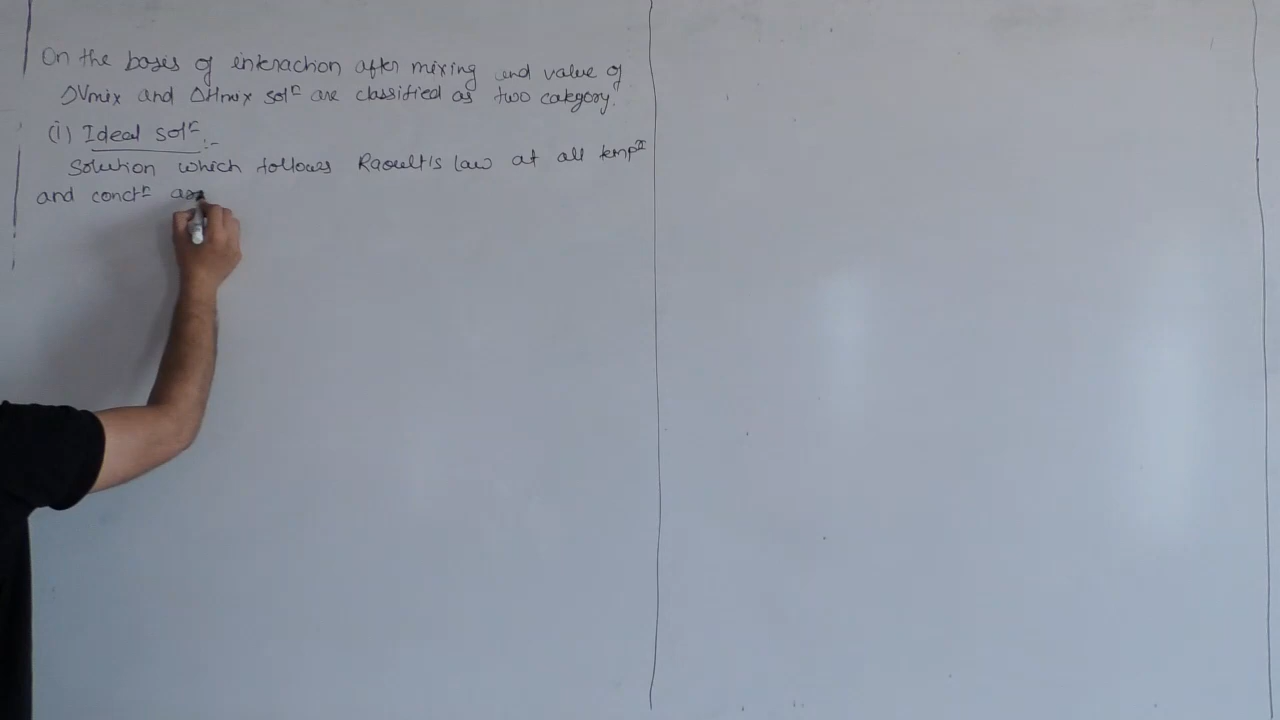 On the basis of interaction after mixing and value of
ΔVmix and ΔHmix solⁿ are classified as two category.
(i) Ideal solⁿ :-
Solution which follows Raoult's law at all tempʳ
and conctⁿ